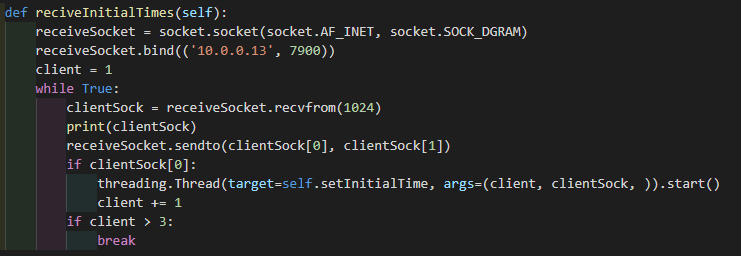 def reciveInitialTimes(self):
    receiveSocket = socket.socket(socket.AF_INET, socket.SOCK_DGRAM)
    receiveSocket.bind(('10.0.0.13', 7900))
    client = 1
    while True:
        clientSock = receiveSocket.recvfrom(1024)
        print(clientSock)
        receiveSocket.sendto(clientSock[0], clientSock[1])
        if clientSock[0]:
            threading.Thread(target=self.setInitialTime, args=(client, clientSock, )).start()
            client += 1
        if client > 3:
            break